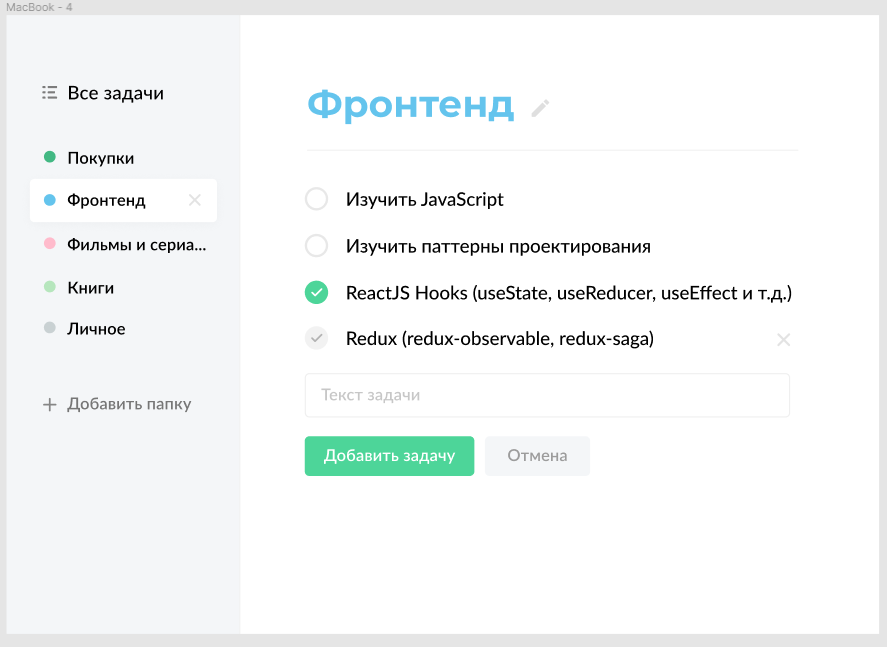 MacBook - 4
Все задачи
Покупки
Фронтенд
Фильмы и сериа...
Книги
Личное
Добавить папку
Фронтенд
Изучить JavaScript
Изучить паттерны проектирования
ReactJS Hooks (useState, useReducer, useEffect и т.д.)
Redux (redux-observable, redux-saga)
Текст задачи
Добавить задачу
Отмена